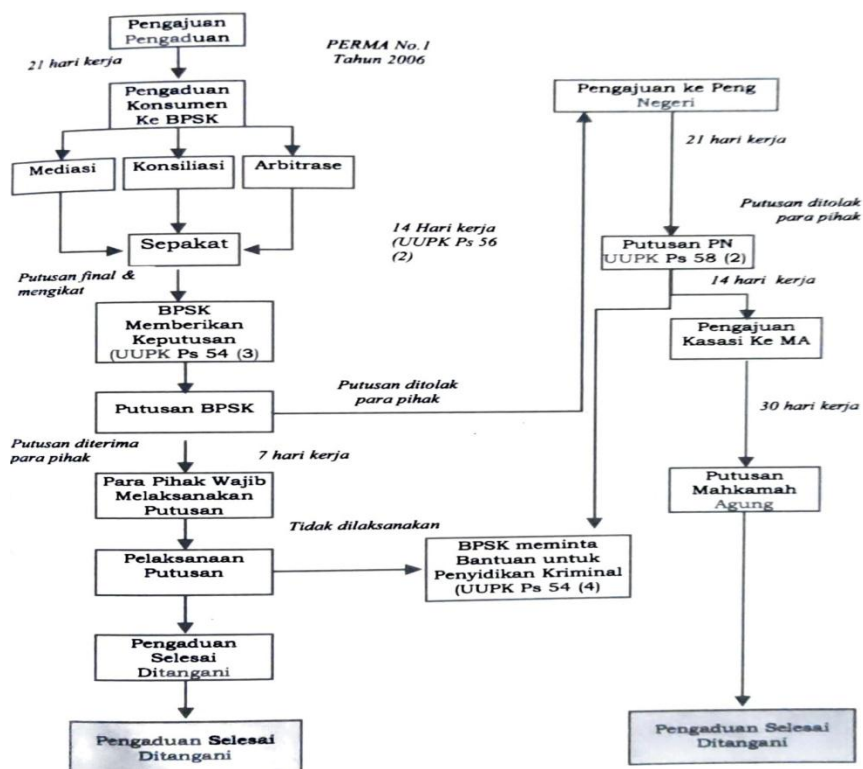 Pengajuan
Pengaduan
21 hari kerja
PERMA No.1
Tahun 2006
Pengaduan
Konsumen
Ke BPSK
Mediasi
Konsiliasi
Arbitrase
Sepakat
14 Hari kerja
(UUPK Ps 56
(2)
Putusan final &
mengikat
BPSK
Memberikan
Keputusan
(UUPK Ps 54 (3)
Putusan BPSK
Putusan ditolak
para pihak
Putusan diterima
para pihak
7 hari kerja
Para Pihak Wajib
Melaksanakan
Putusan
Tidak dilaksanakan
Pelaksanaan
Putusan
BPSK meminta
Bantuan untuk
Penyidikan Kriminal
(UUPK Ps 54 (4)
Pengaduan
Selesai
Ditangani
Pengaduan Selesai
Ditangani
Pengajuan ke Peng
Negeri
21 hari kerja
Putusan ditolak
para pihak
Putusan PN
UUPK Ps 58 (2)
14 hari kerja
Pengajuan
Kasasi Ke MA
30 hari kerja
Putusan
Mahkamah
Agung
Pengaduan Selesai
Ditangani